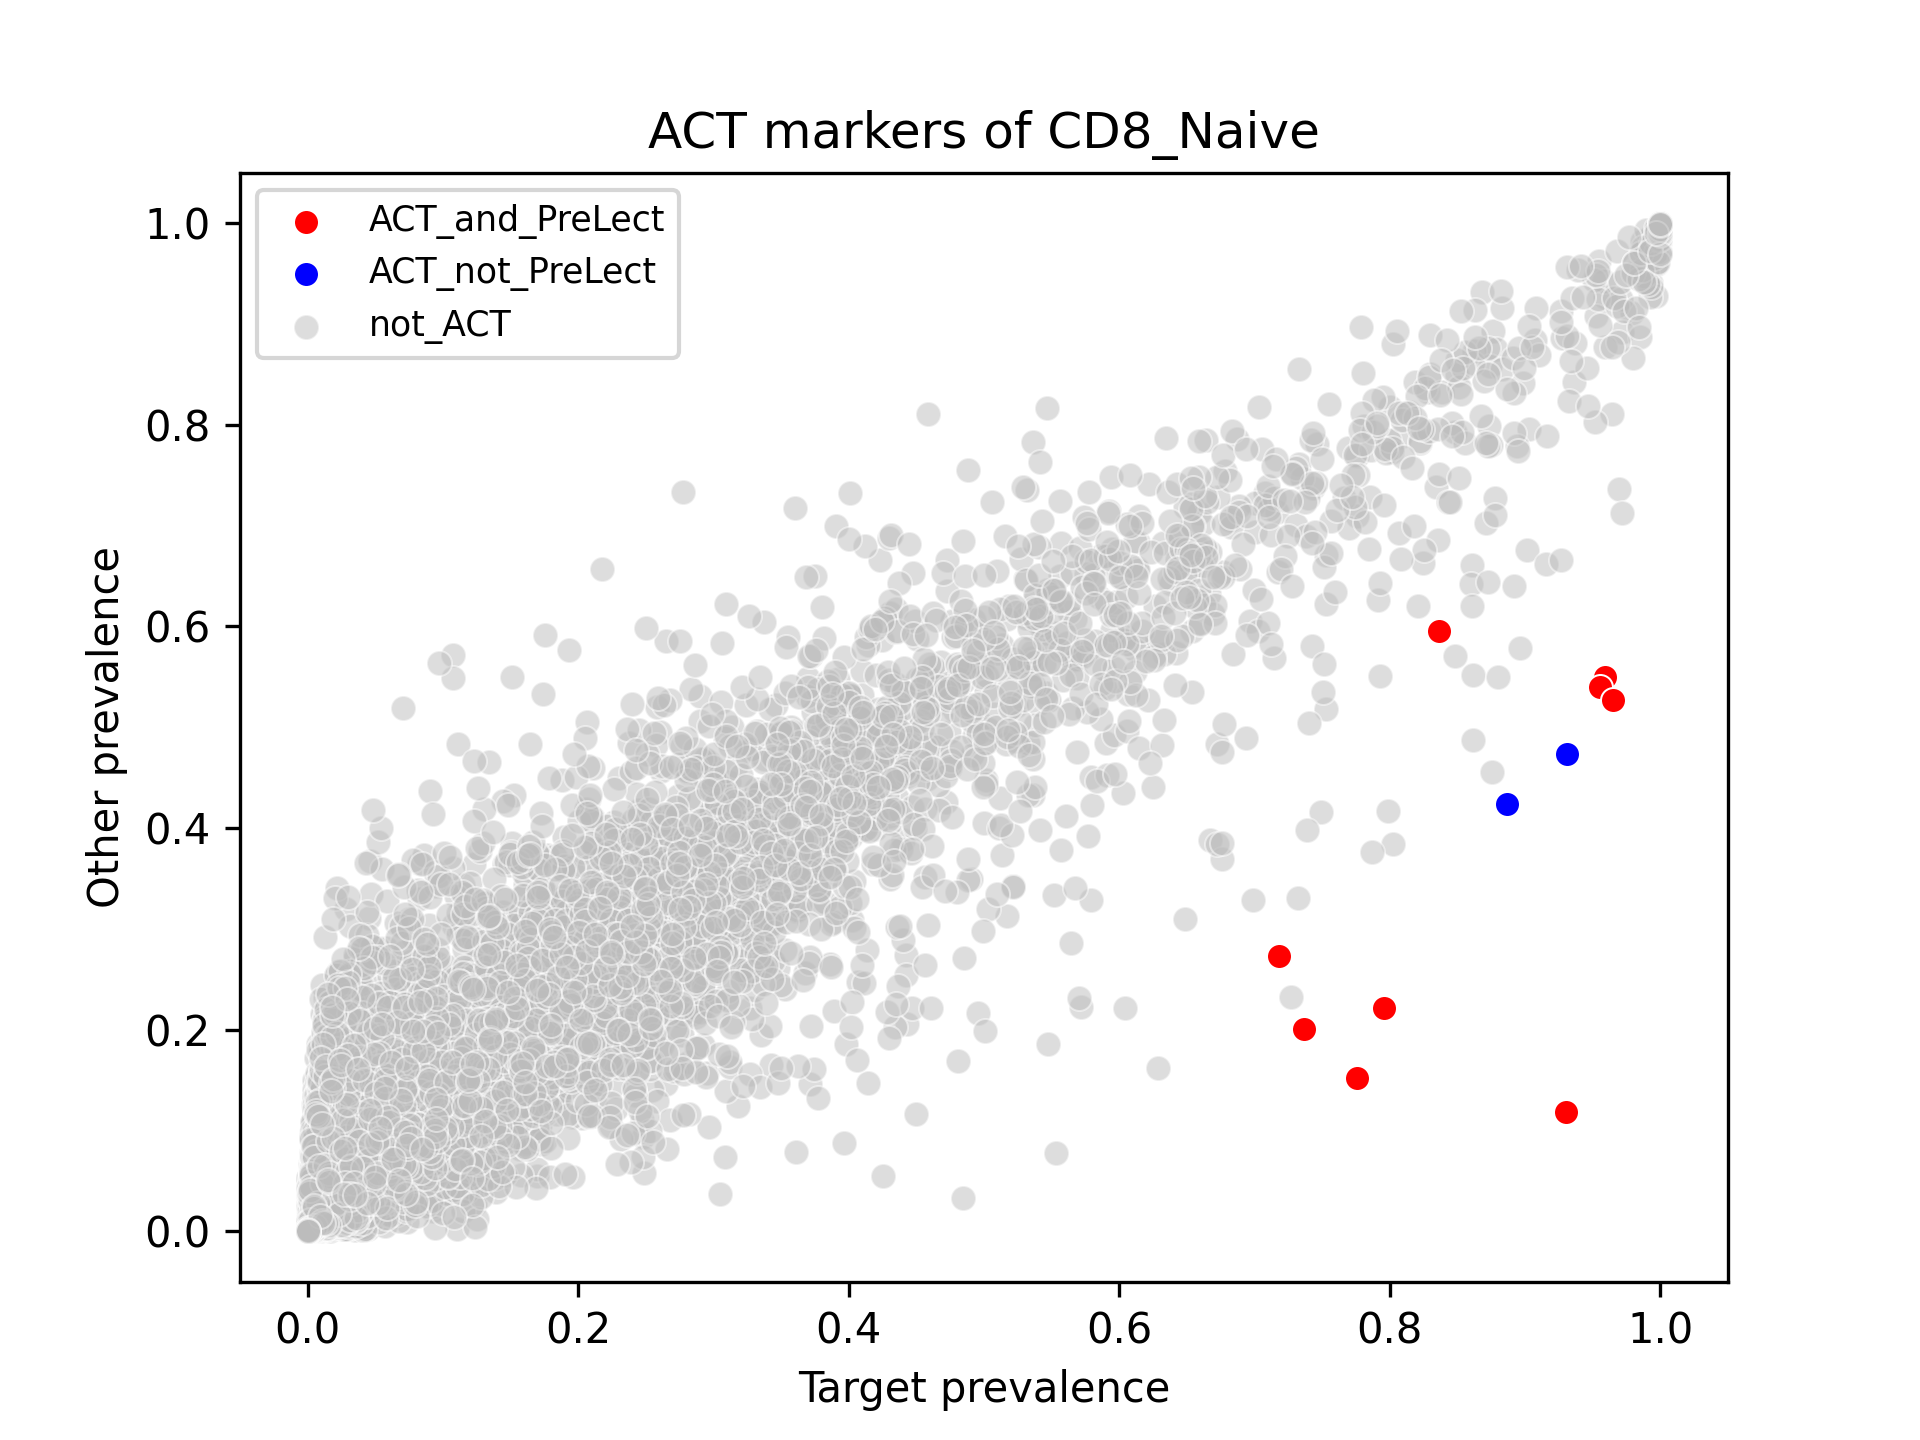 ACT markers of CD8_Naive
ACT_and_PreLect
ACT_not_PreLect
not_ACT
1.0
0.8
0.6
0.4
0.2
0.0
Other prevalence
0.0 0.2 0.4 0.6 0.8 1.0
Target prevalence